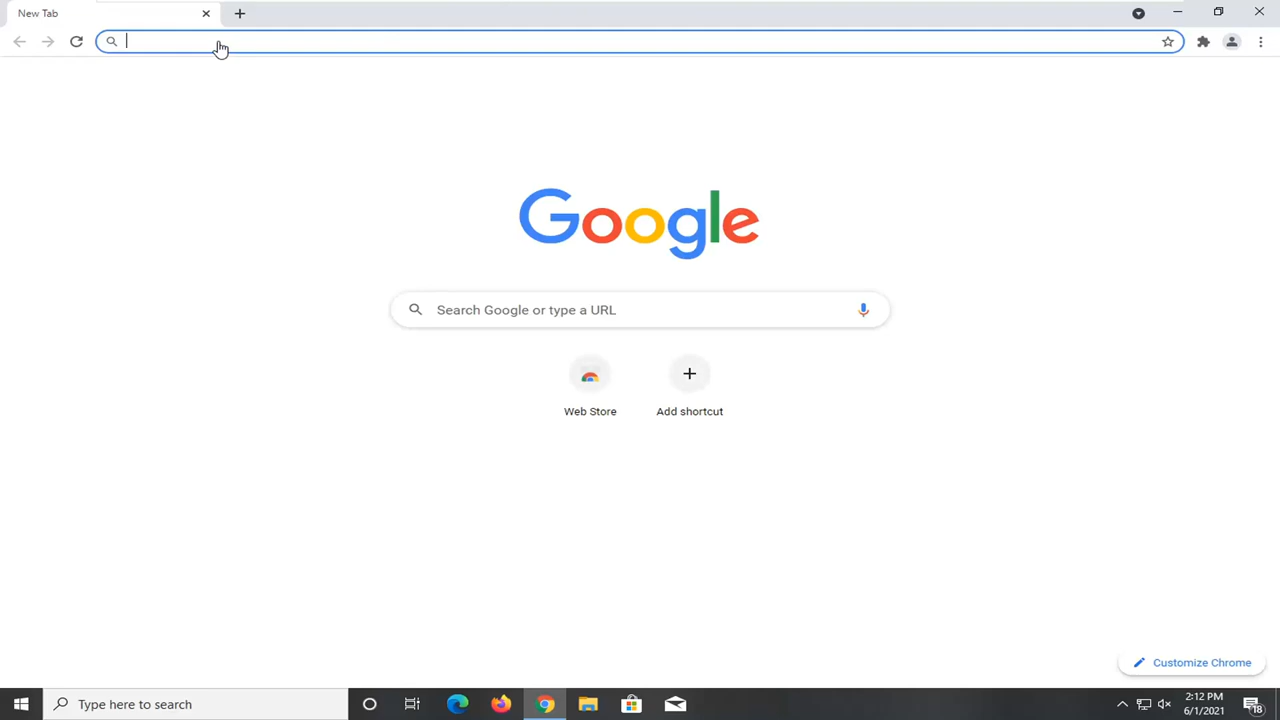 New Tab
Google
Search Google or type a URL
Web Store
Add shortcut
Customize Chrome
Type here to search
2:12 PM
6/1/2021
18